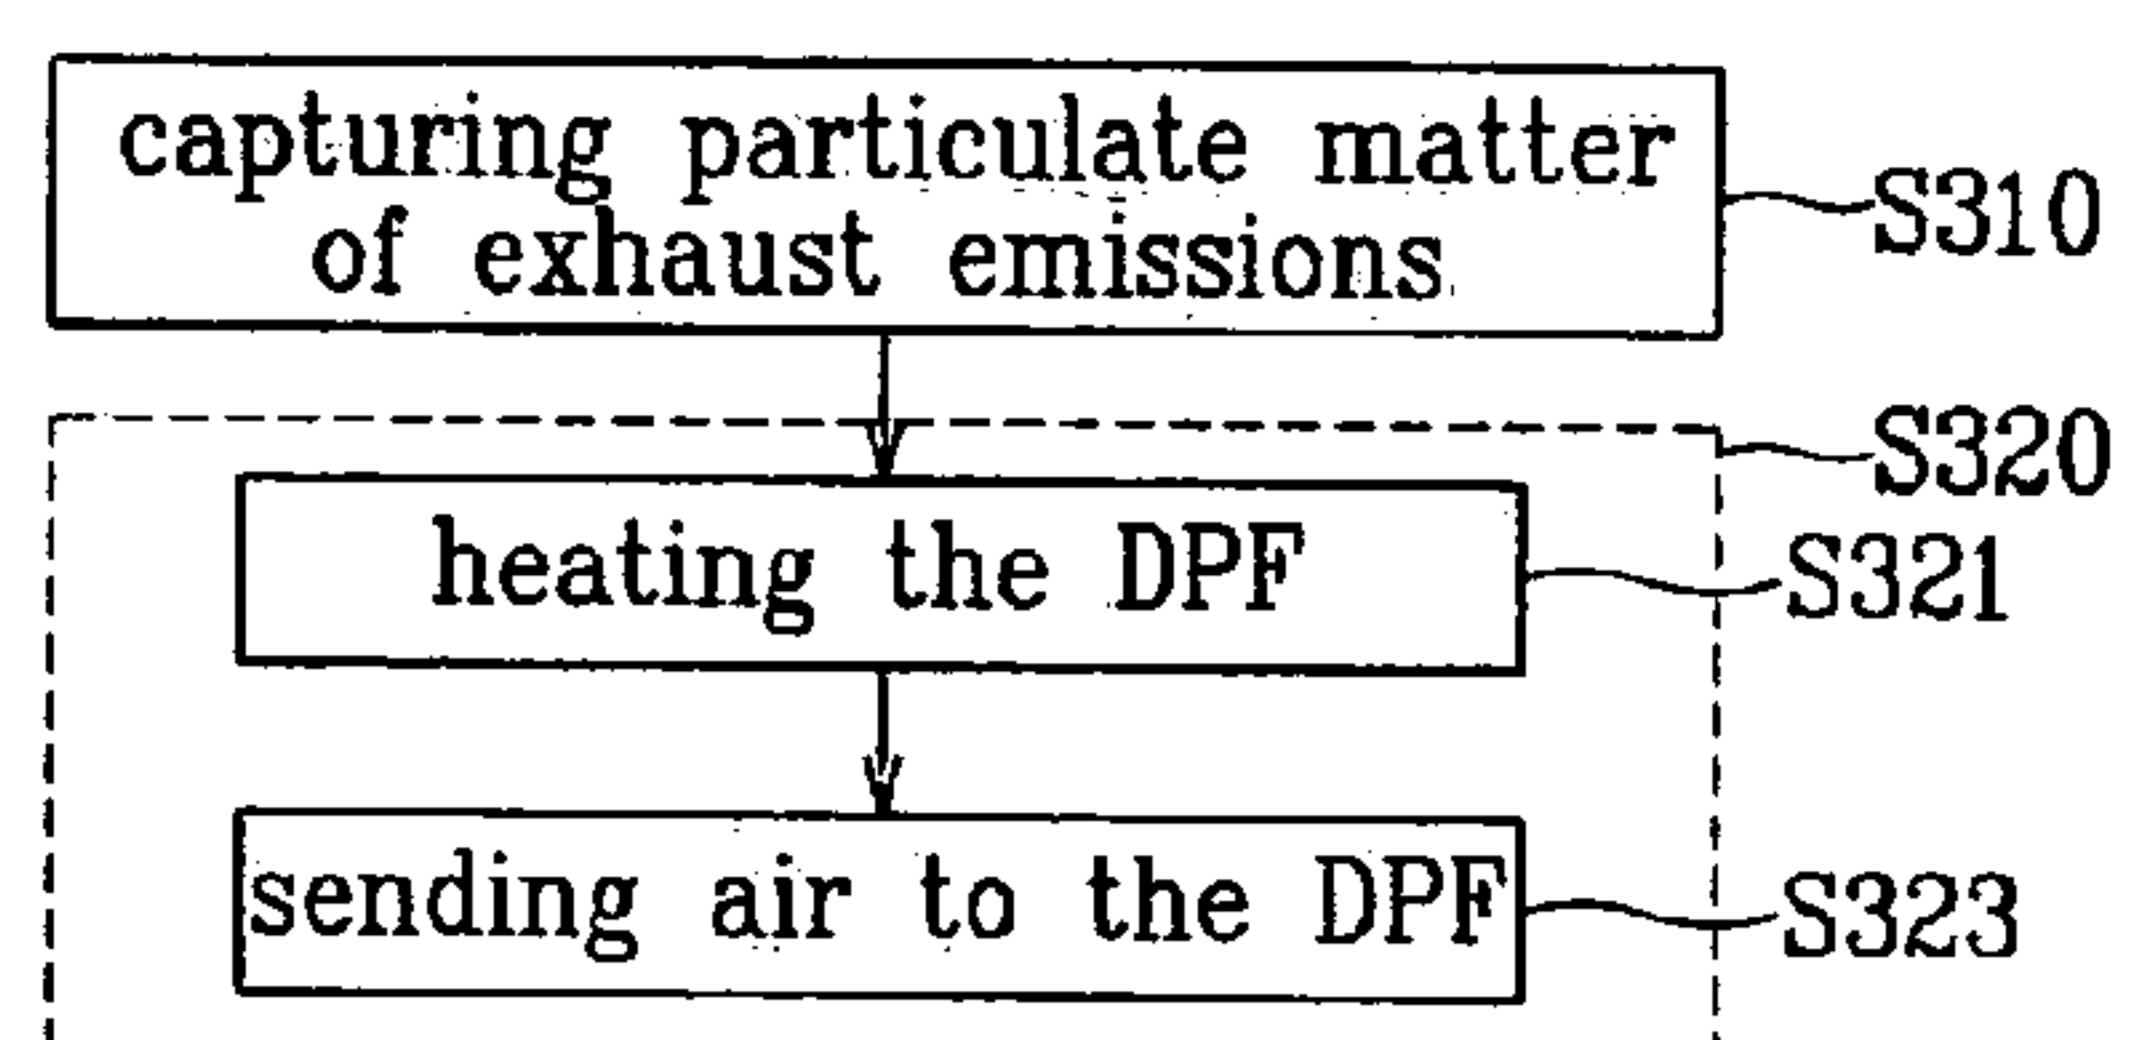 capturing particulate matter
of exhaust emissions
S310
S320
heating the DPF
S321
sending air to the DPF
S323